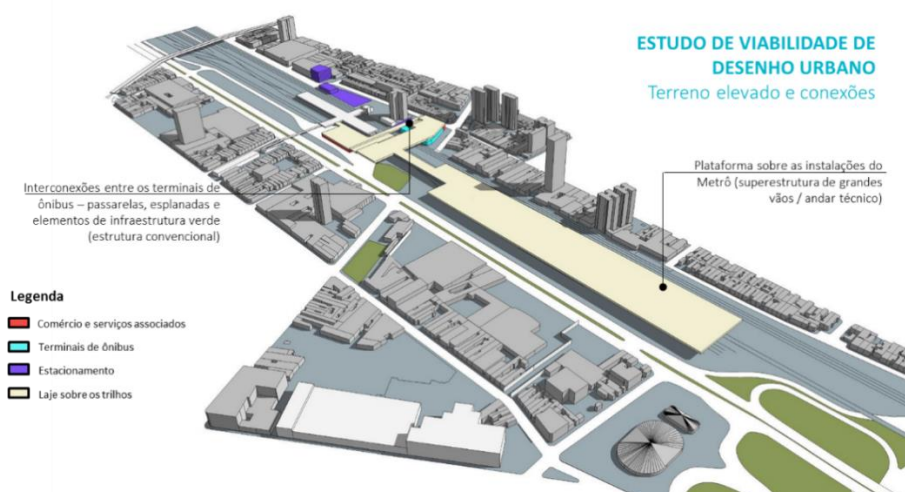 ESTUDO DE VIABILIDADE DE
DESENHO URBANO
Terreno elevado e conexões
Plataforma sobre as instalações do
Metrô (superestrutura de grandes
vãos / andar técnico)
Interconexões entre os terminais de
ônibus – passarelas, esplanadas e
elementos de infraestrutura verde
(estrutura convencional)
Legenda
Comércio e serviços associados
Terminais de ônibus
Estacionamento
Laje sobre os trilhos